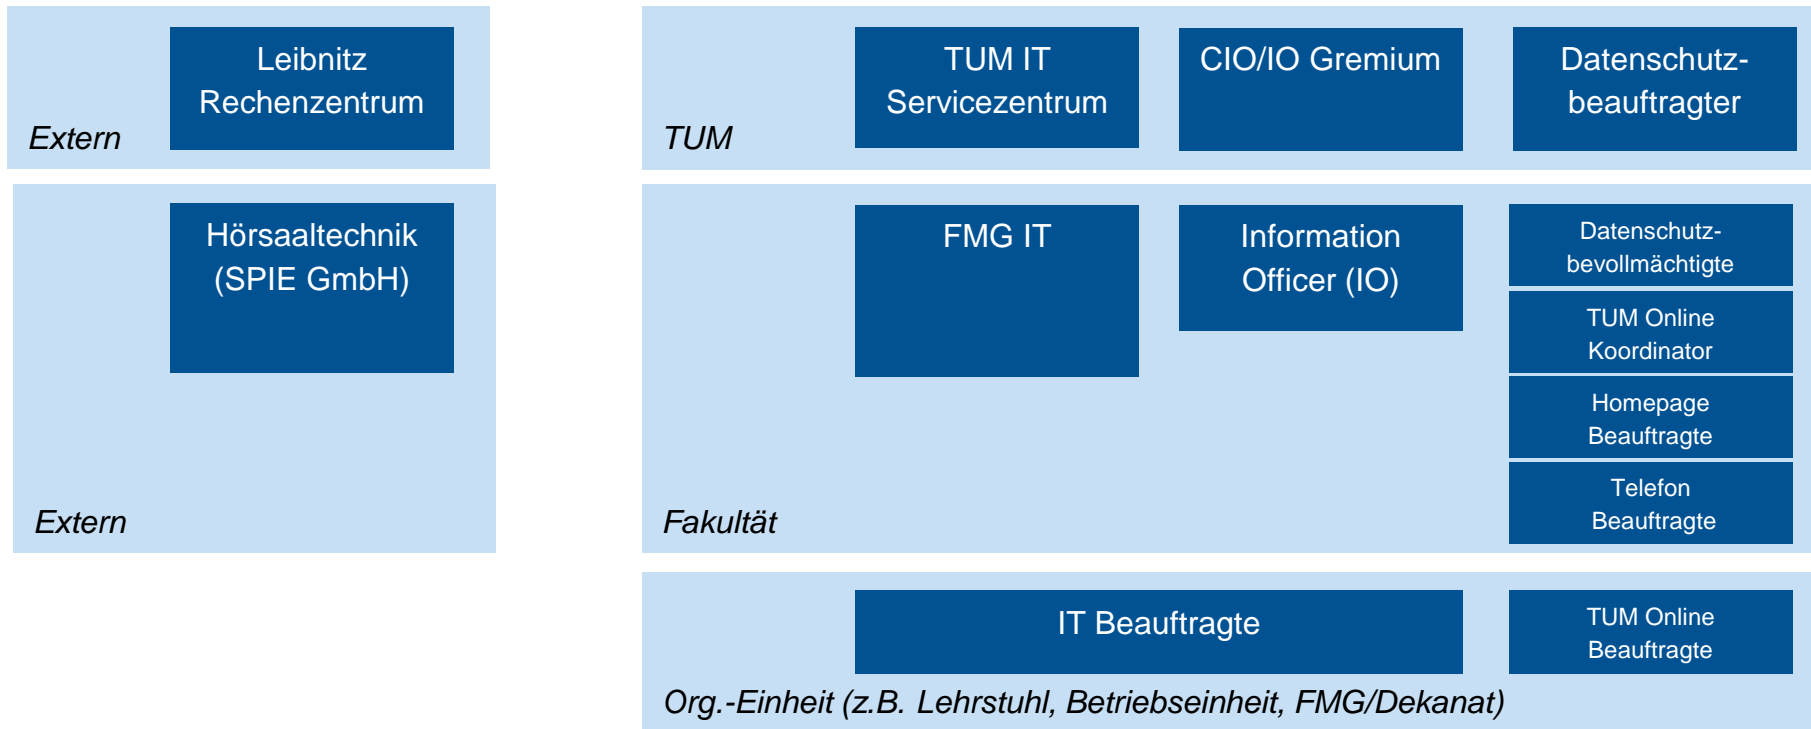 Leibnitz
Rechenzentrum
Extern
TUM IT
Servicezentrum
CIO/IO Gremium
Datenschutz-
beauftragter
TUM
Hörsaaltechnik
(SPIE GmbH)
Extern
FMG IT
Information
Officer (IO)
Datenschutz-
bevollmächtigte
TUM Online
Koordinator
Homepage
Beauftragte
Telefon
Beauftragte
Fakultät
IT Beauftragte
TUM Online
Beauftragte
Org.-Einheit (z.B. Lehrstuhl, Betriebseinheit, FMG/Dekanat)